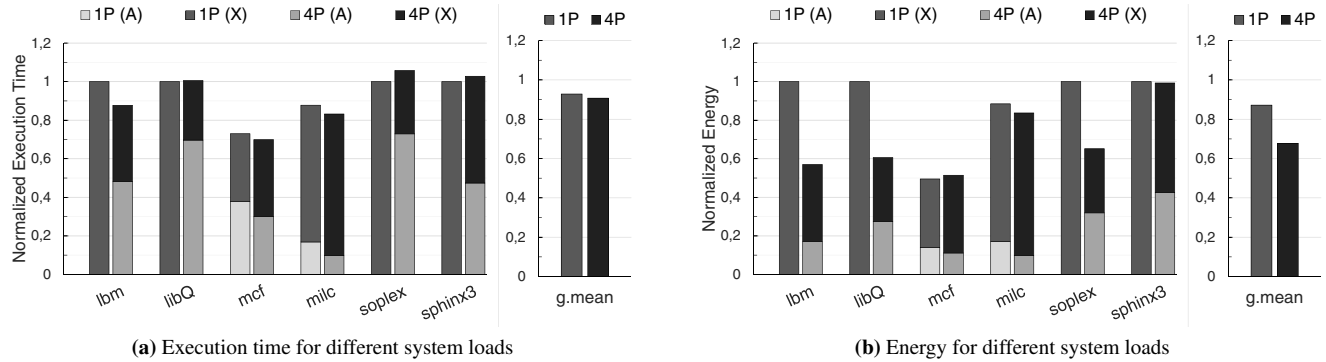 1P (A) 1P (X) 4P (A) 4P (X)
1P 4P
Normalized Execution Time
1,2
1
0,8
0,6
0,4
0,2
0
lbm libQ mcf milc soplex sphinx3
1,2
1
0,8
0,6
0,4
0,2
0
g.mean
(a) Execution time for different system loads
1P (A) 1P (X) 4P (A) 4P (X)
1P 4P
Normalized Energy
1,2
1
0,8
0,6
0,4
0,2
0
lbm libQ mcf milc soplex sphinx3
1,2
1
0,8
0,6
0,4
0,2
0
g.mean
(b) Energy for different system loads